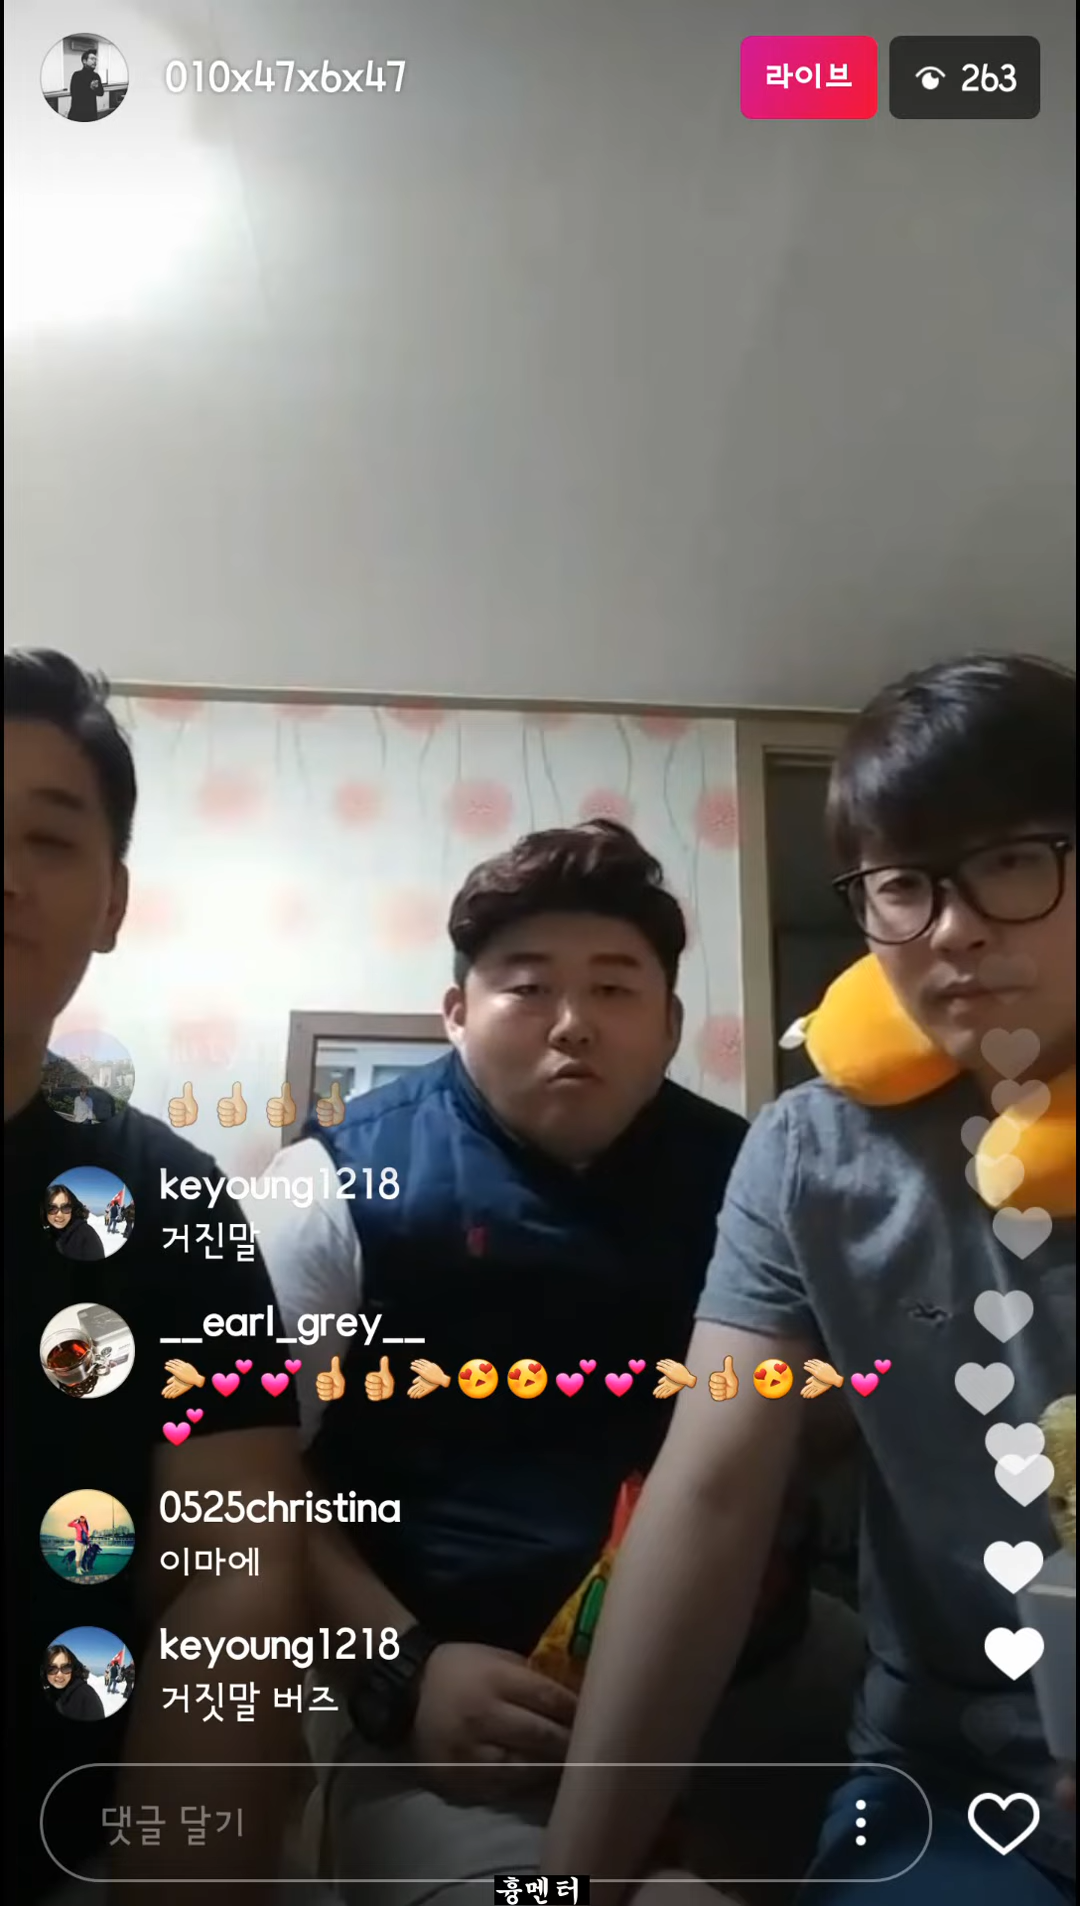 010x47x6x47
라이브
263
keyoung1218
거진말
__earl_grey__
0525christina
이마에
keyoung1218
거짓말 버즈
댓글 달기
흉멘터